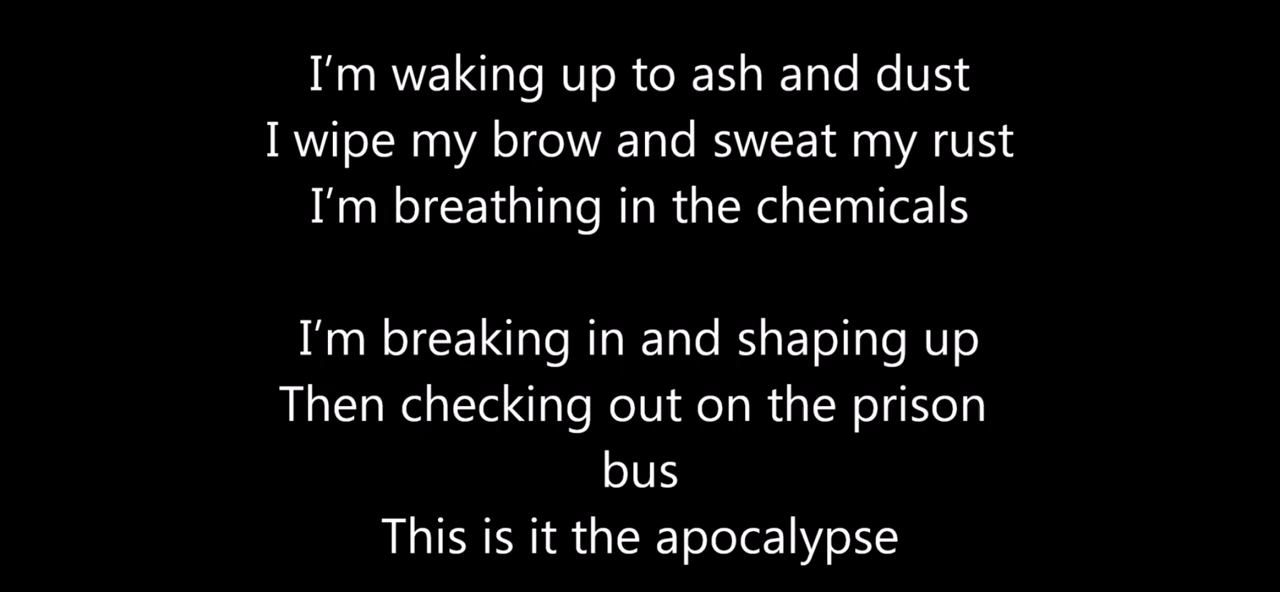 I'm waking up to ash and dust
I wipe my brow and sweat my rust
I'm breathing in the chemicals
I'm breaking in and shaping up
Then checking out on the prison
bus
This is it the apocalypse